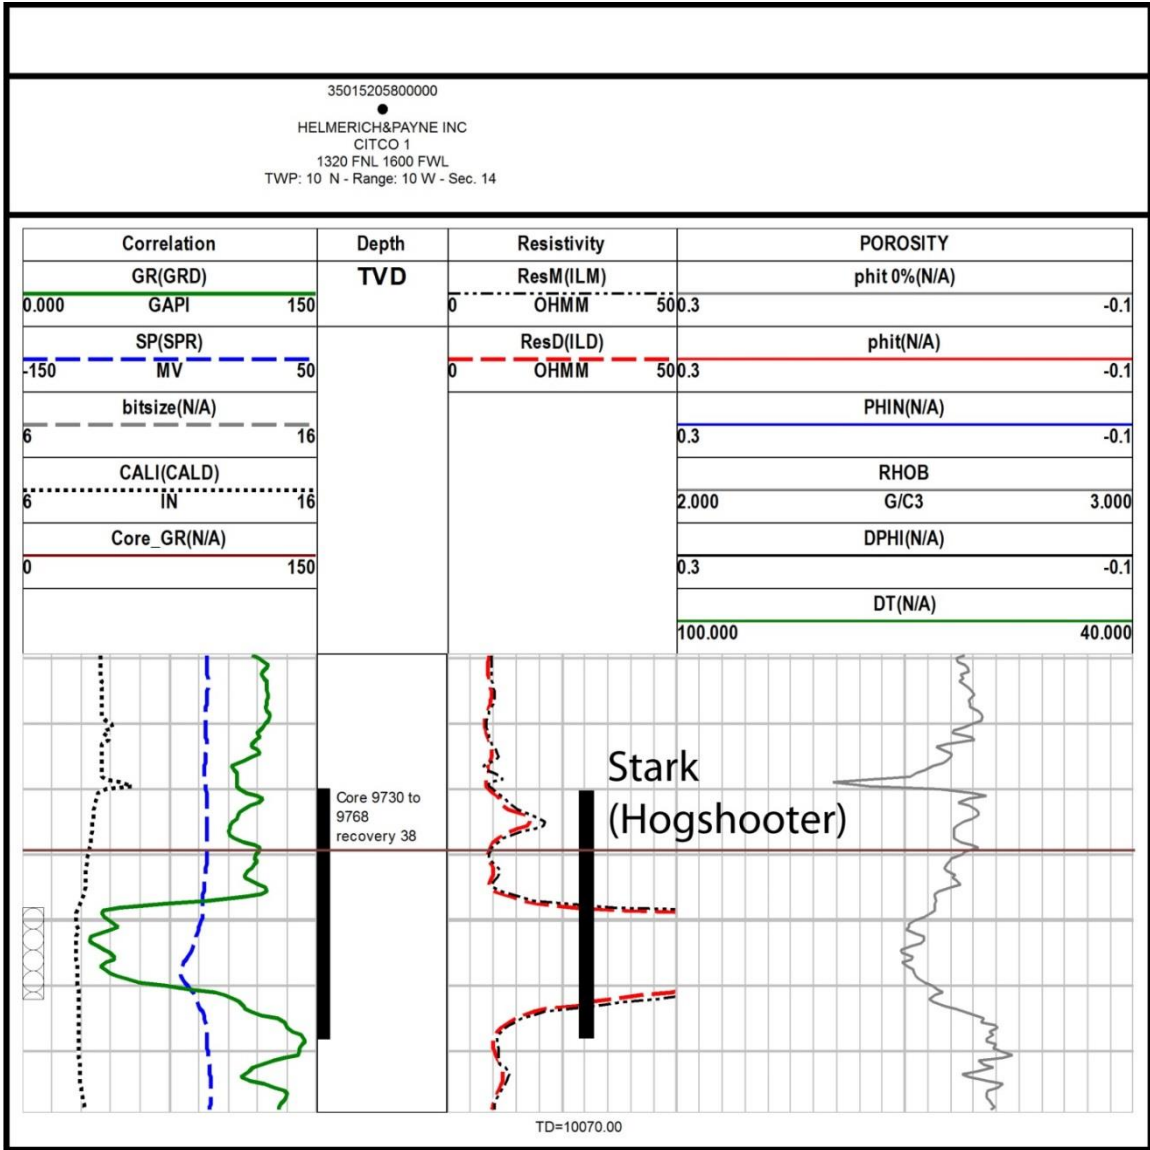 35015205800000
HELMERICH&PAYNE INC
CITCO 1
1320 FNL 1600 FWL
TWP: 10 N - Range: 10 W - Sec. 14
Correlation Depth Resistivity POROSITY
GR(GRD) TVD ResM(ILM) phit 0%(N/A)
0.000 GAPI 150 0 OHMM 50 0.3 -0.1
SP(SPR) ResD(ILD) phit(N/A)
-150 MV 50 0 OHMM 50 0.3 -0.1
bitsize(N/A) PHIN(N/A)
6 16 0.3 -0.1
CALI(CALD) RHOB
6 IN 16 2.000 G/C3 3.000
Core_GR(N/A) DPHI(N/A)
0 150 0.3 -0.1
DT(N/A)
100.000 40.000
Stark
(Hogshooter)
Core 9730 to
9768
recovery 38
TD=10070.00